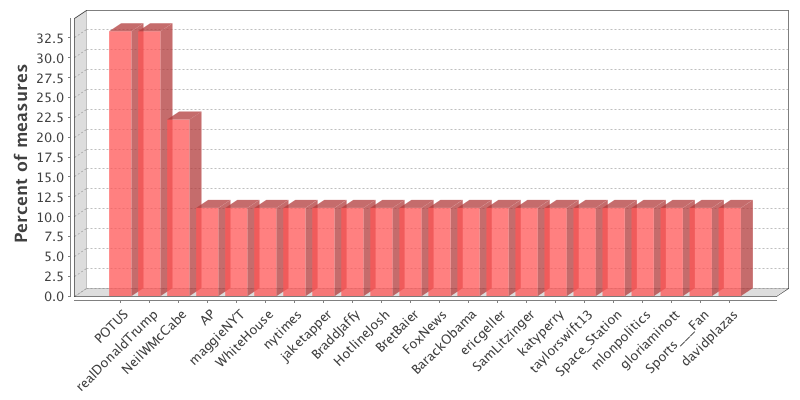 Percent of measures
32.5
30.0
27.5
25.0
22.5
20.0
17.5
15.0
12.5
10.0
7.5
5.0
2.5
0.0
POTUS
realDonaldTrump
NeilWMcCabe
AP
maggieNYT
WhiteHouse
nytimes
jaketapper
BraddJaffy
HotlineJosh
BretBaier
FoxNews
BarackObama
ericgeller
SamLitzinger
katyperry
taylorswift13
Space_Station
mlonpolitics
gloriaminott
Sports___Fan
davidplazas